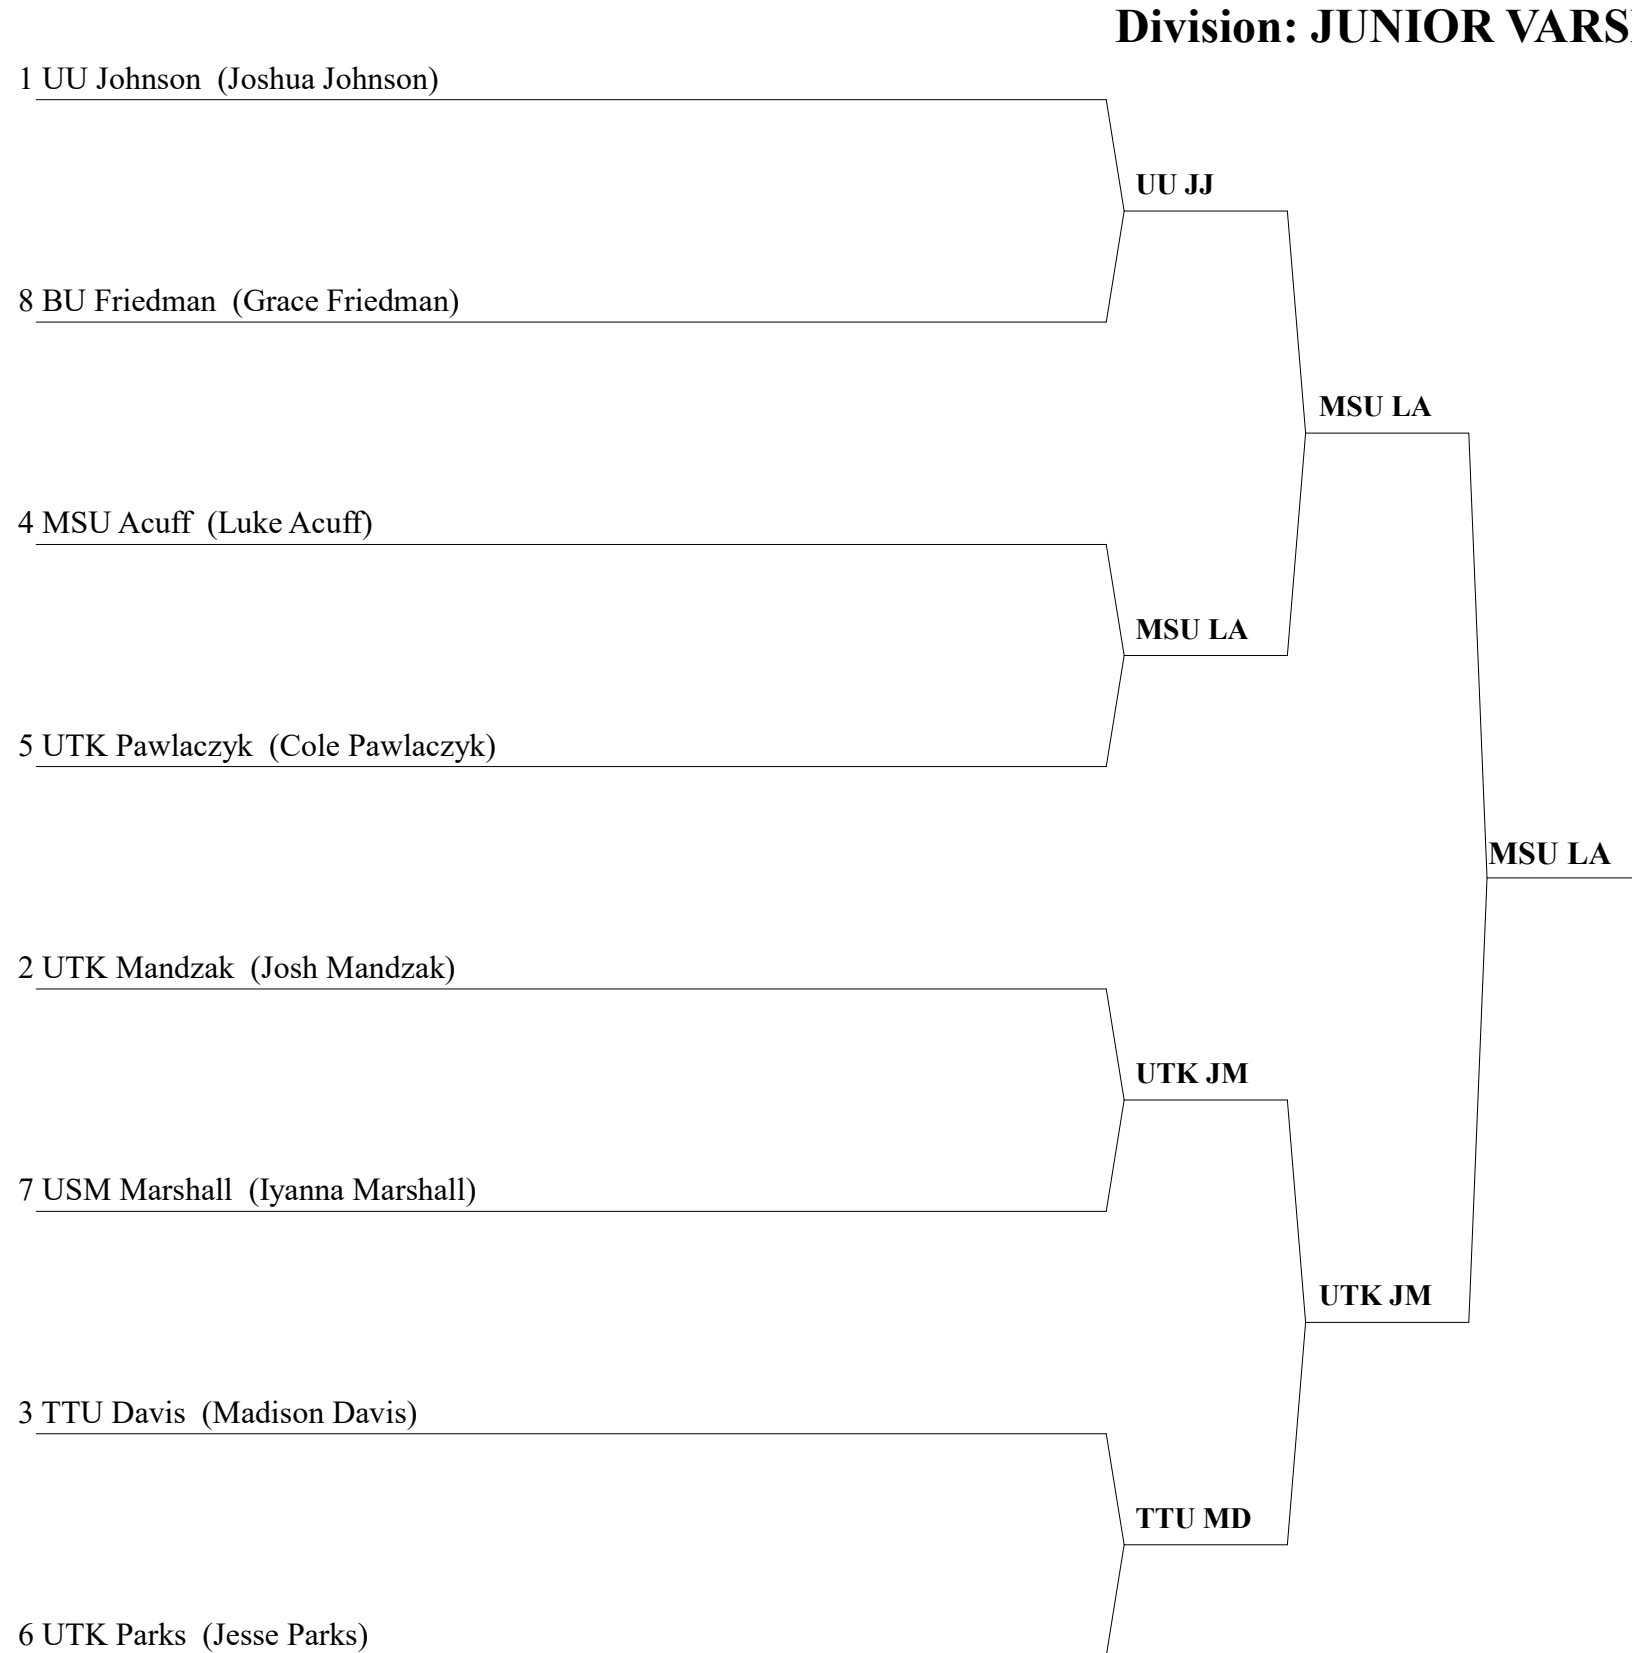 Division: JUNIOR VARS
1 UU Johnson (Joshua Johnson)
UU JJ
8 BU Friedman (Grace Friedman)
MSU LA
4 MSU Acuff (Luke Acuff)
MSU LA
5 UTK Pawlaczyk (Cole Pawlaczyk)
MSU LA
2 UTK Mandzak (Josh Mandzak)
UTK JM
7 USM Marshall (Iyanna Marshall)
UTK JM
3 TTU Davis (Madison Davis)
TTU MD
6 UTK Parks (Jesse Parks)